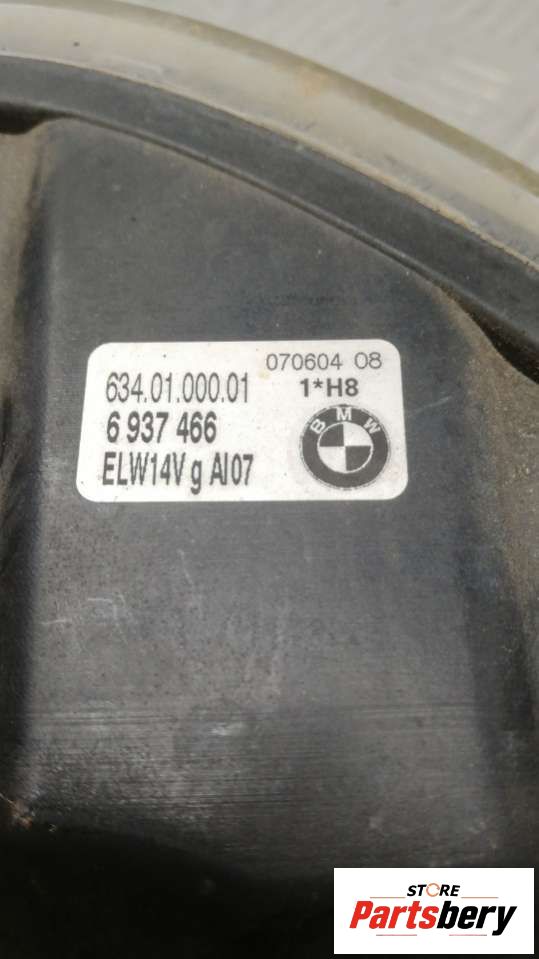 070604 08
634.01.000.01 1*H8
6 937 466
BMW
ELW14V g AI07
STORE
Partsbery